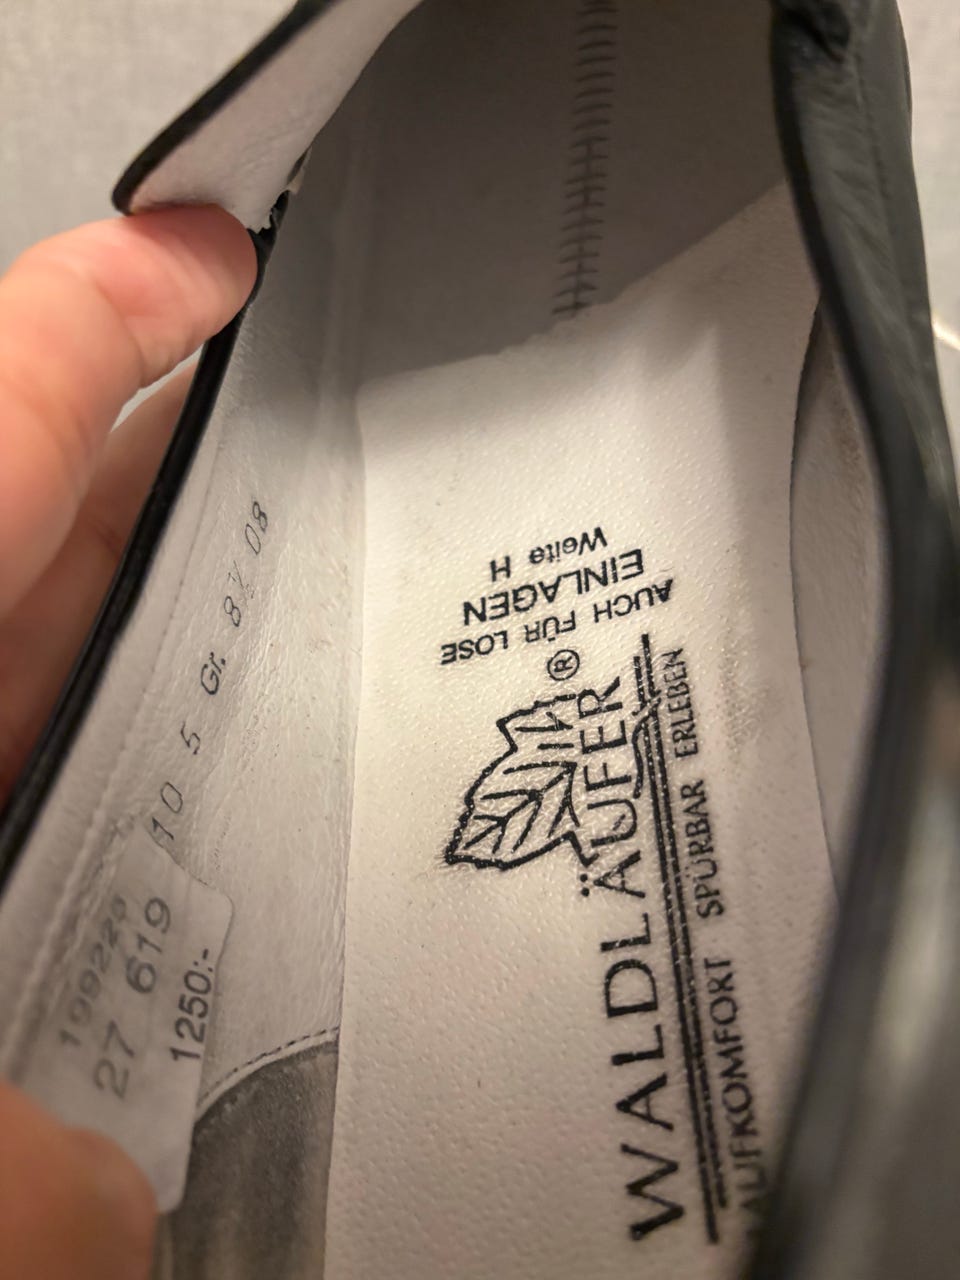 WALDLÄUFER®
LAUFKOMFORT SPÜRBAR ERLEBEN
AUCH FÜR LOSE
EINLAGEN
Weite H
10 5 Gr. 8½ 08
27 619
1250:-